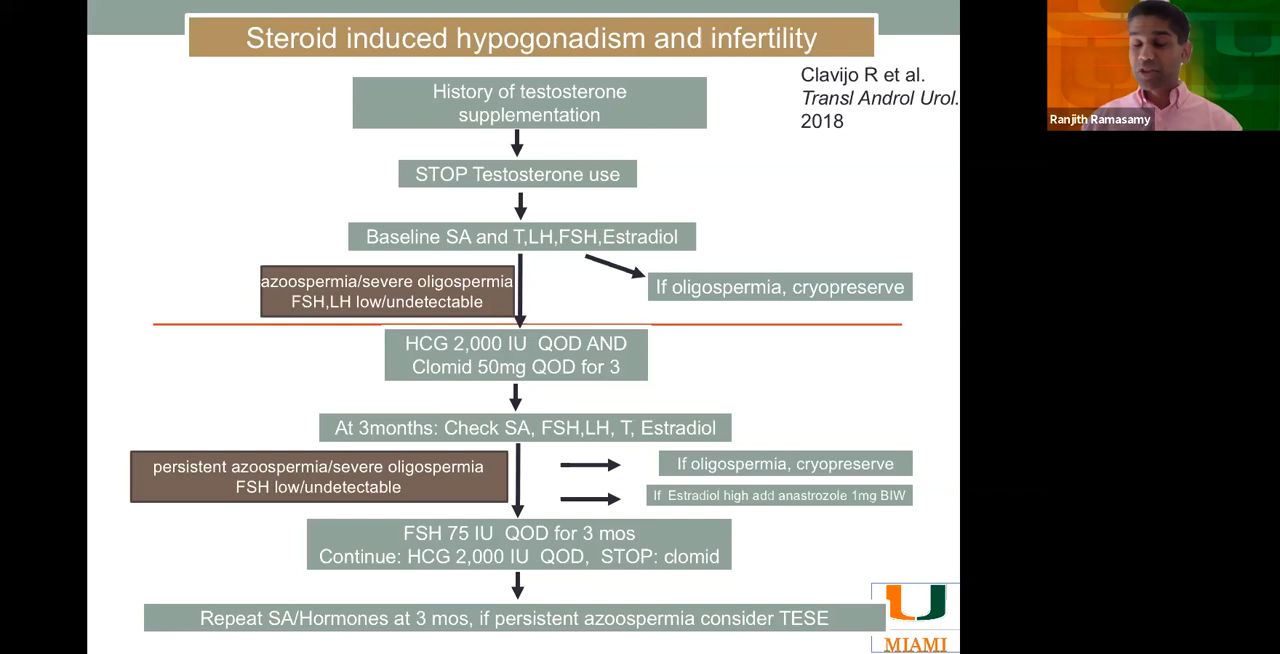 Steroid induced hypogonadism and infertility
Clavijo R et al.
Transl Androl Urol.
2018
Ranjith Ramasamy
History of testosterone
supplementation
STOP Testosterone use
Baseline SA and T,LH,FSH,Estradiol
azoospermia/severe oligospermia
FSH,LH low/undetectable
If oligospermia, cryopreserve
HCG 2,000 IU QOD AND
Clomid 50mg QOD for 3
At 3months: Check SA, FSH,LH, T, Estradiol
persistent azoospermia/severe oligospermia
FSH low/undetectable
If oligospermia, cryopreserve
If Estradiol high add anastrozole 1mg BIW
FSH 75 IU QOD for 3 mos
Continue: HCG 2,000 IU QOD, STOP: clomid
Repeat SA/Hormones at 3 mos, if persistent azoospermia consider TESE
MIAMI